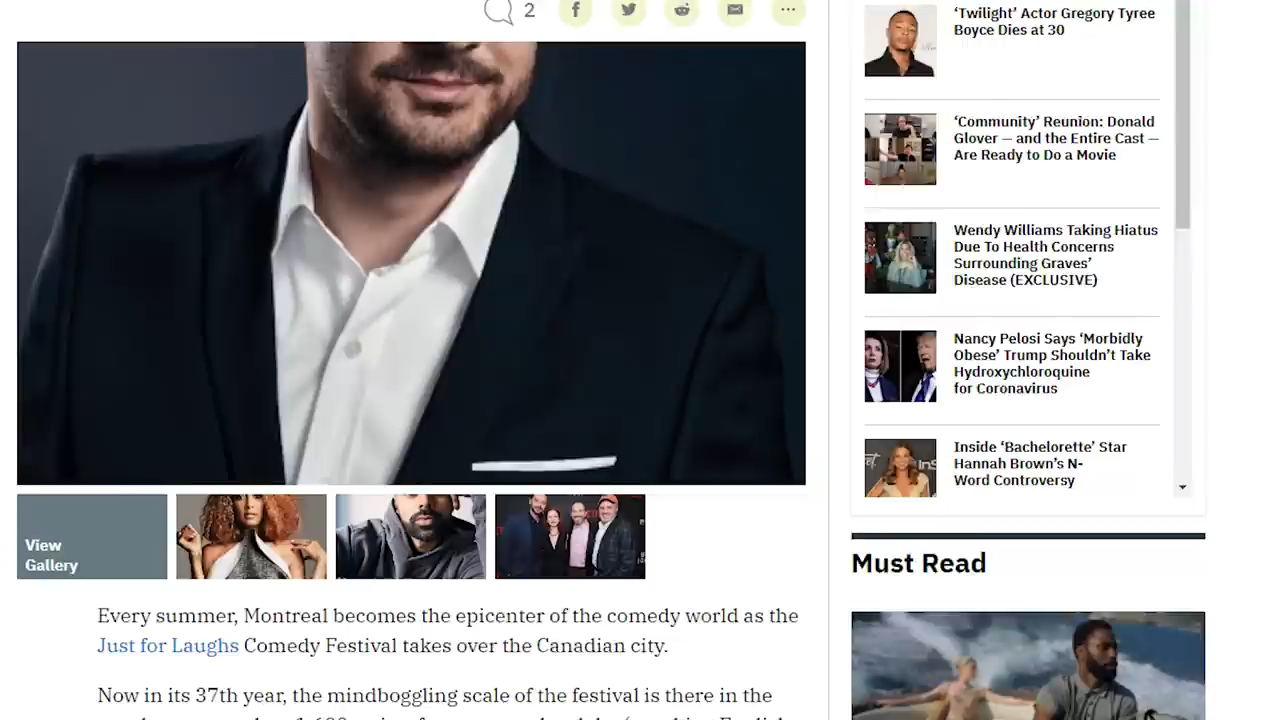 2
View
Gallery
Every summer, Montreal becomes the epicenter of the comedy world as the
Just for Laughs Comedy Festival takes over the Canadian city.
Now in its 37th year, the mindboggling scale of the festival is there in the
‘Twilight’ Actor Gregory Tyree
Boyce Dies at 30
‘Community’ Reunion: Donald
Glover — and the Entire Cast —
Are Ready to Do a Movie
Wendy Williams Taking Hiatus
Due To Health Concerns
Surrounding Graves’
Disease (EXCLUSIVE)
Nancy Pelosi Says ‘Morbidly
Obese’ Trump Shouldn’t Take
Hydroxychloroquine
for Coronavirus
Inside ‘Bachelorette’ Star
Hannah Brown’s N-
Word Controversy
Must Read